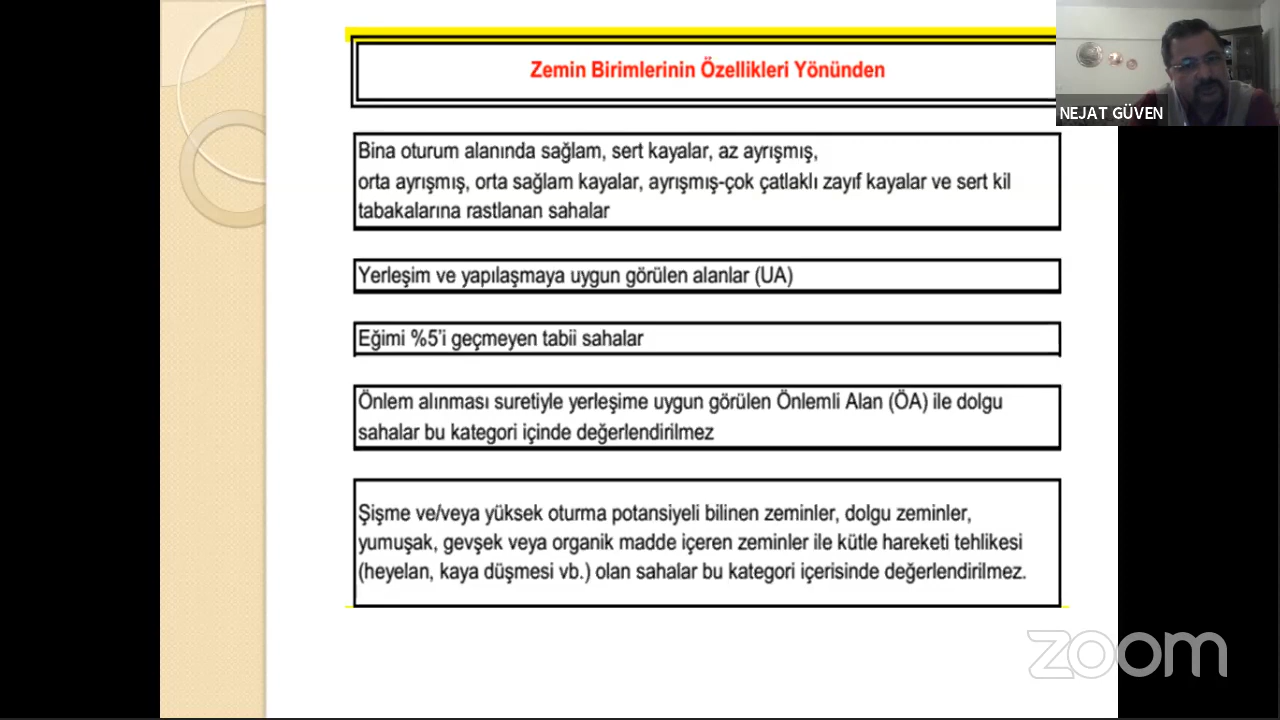 Zemin Birimlerinin Özellikleri Yönünden
NEJAT GÜVEN
Bina oturum alanında sağlam, sert kayalar, az ayrışmış,
orta ayrışmış, orta sağlam kayalar, ayrışmış-çok çatlaklı zayıf kayalar ve sert kil
tabakalarına rastlanan sahalar
Yerleşim ve yapılaşmaya uygun görülen alanlar (UA)
Eğimi %5'i geçmeyen tabii sahalar
Önlem alınması suretiyle yerleşime uygun görülen Önlemli Alan (ÖA) ile dolgu
sahalar bu kategori içinde değerlendirilmez
Şişme ve/veya yüksek oturma potansiyeli bilinen zeminler, dolgu zeminler,
yumuşak, gevşek veya organik madde içeren zeminler ile kütle hareketi tehlikesi
(heyelan, kaya düşmesi vb.) olan sahalar bu kategori içerisinde değerlendirilmez.
zoom